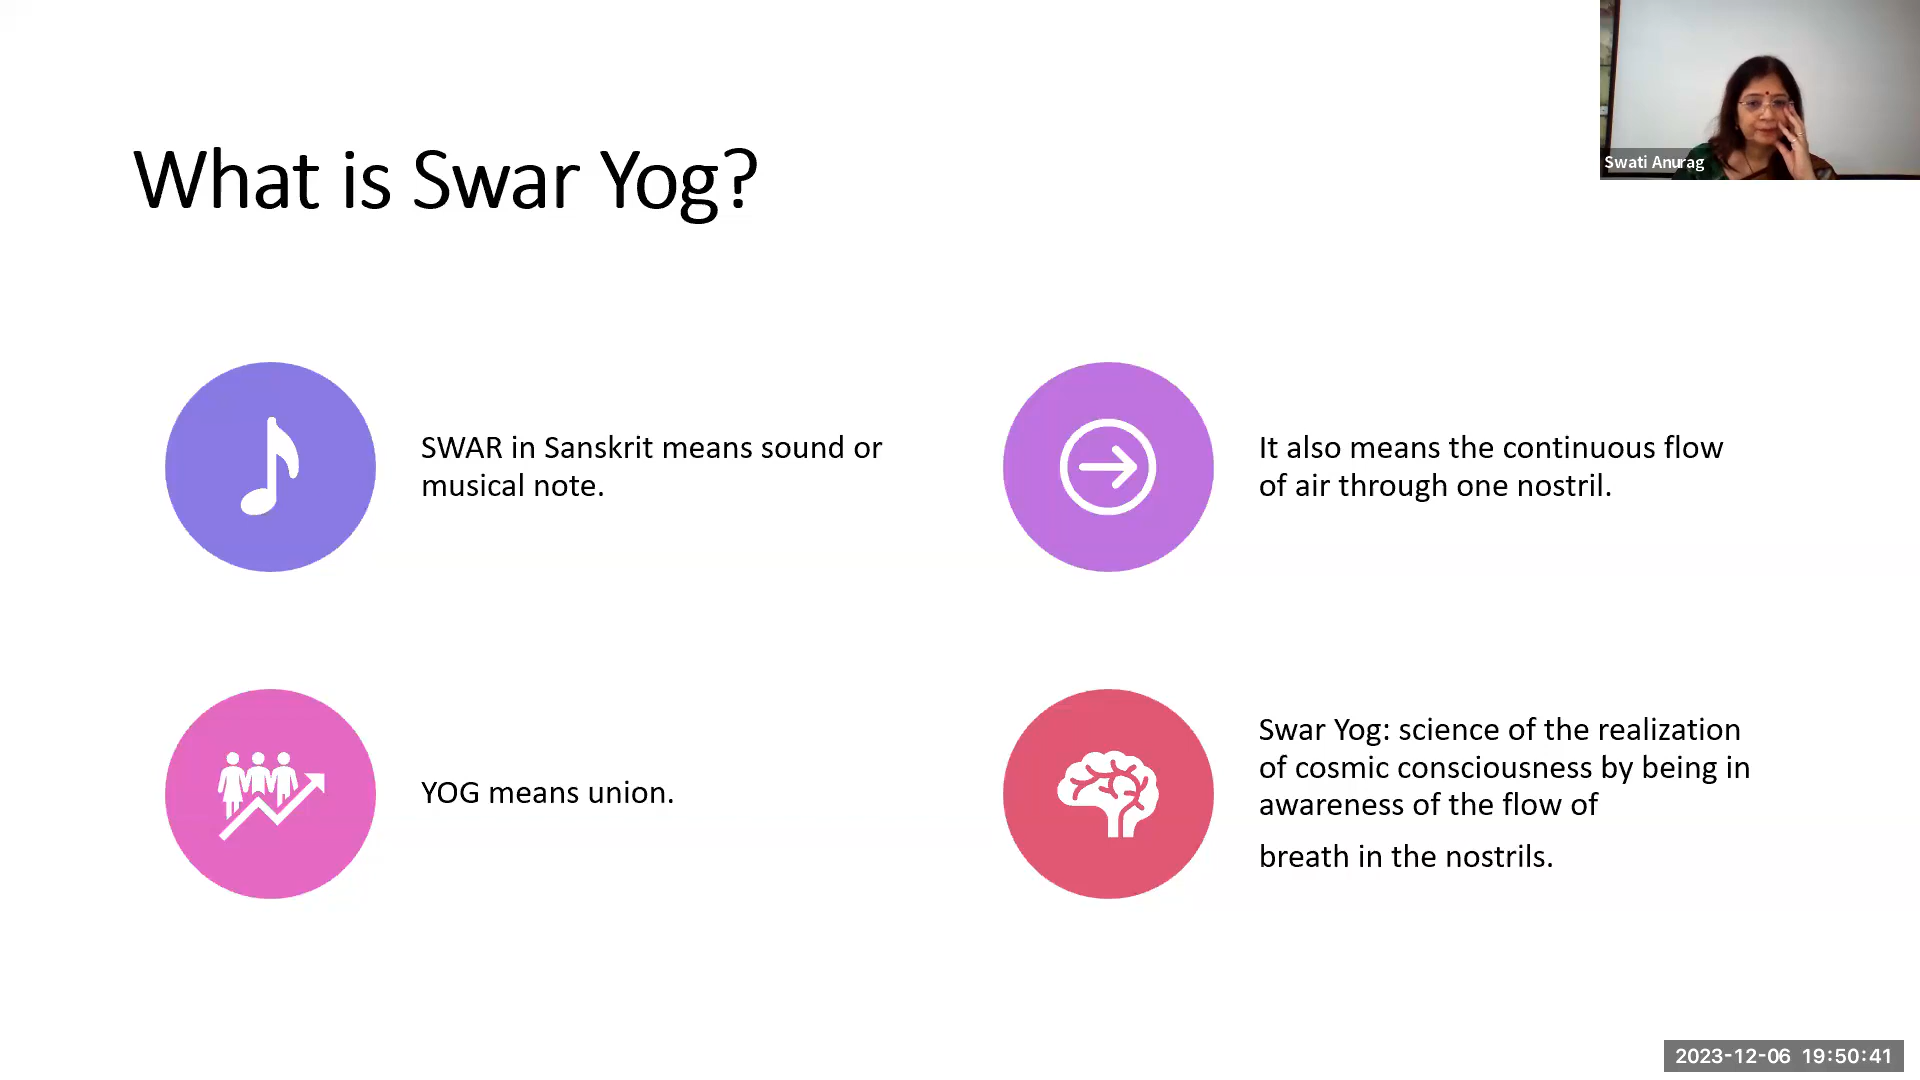 What is Swar Yog?
Swati Anurag
SWAR in Sanskrit means sound or
musical note.
It also means the continuous flow
of air through one nostril.
YOG means union.
Swar Yog: science of the realization
of cosmic consciousness by being in
awareness of the flow of
breath in the nostrils.
2023-12-06 19:50:41